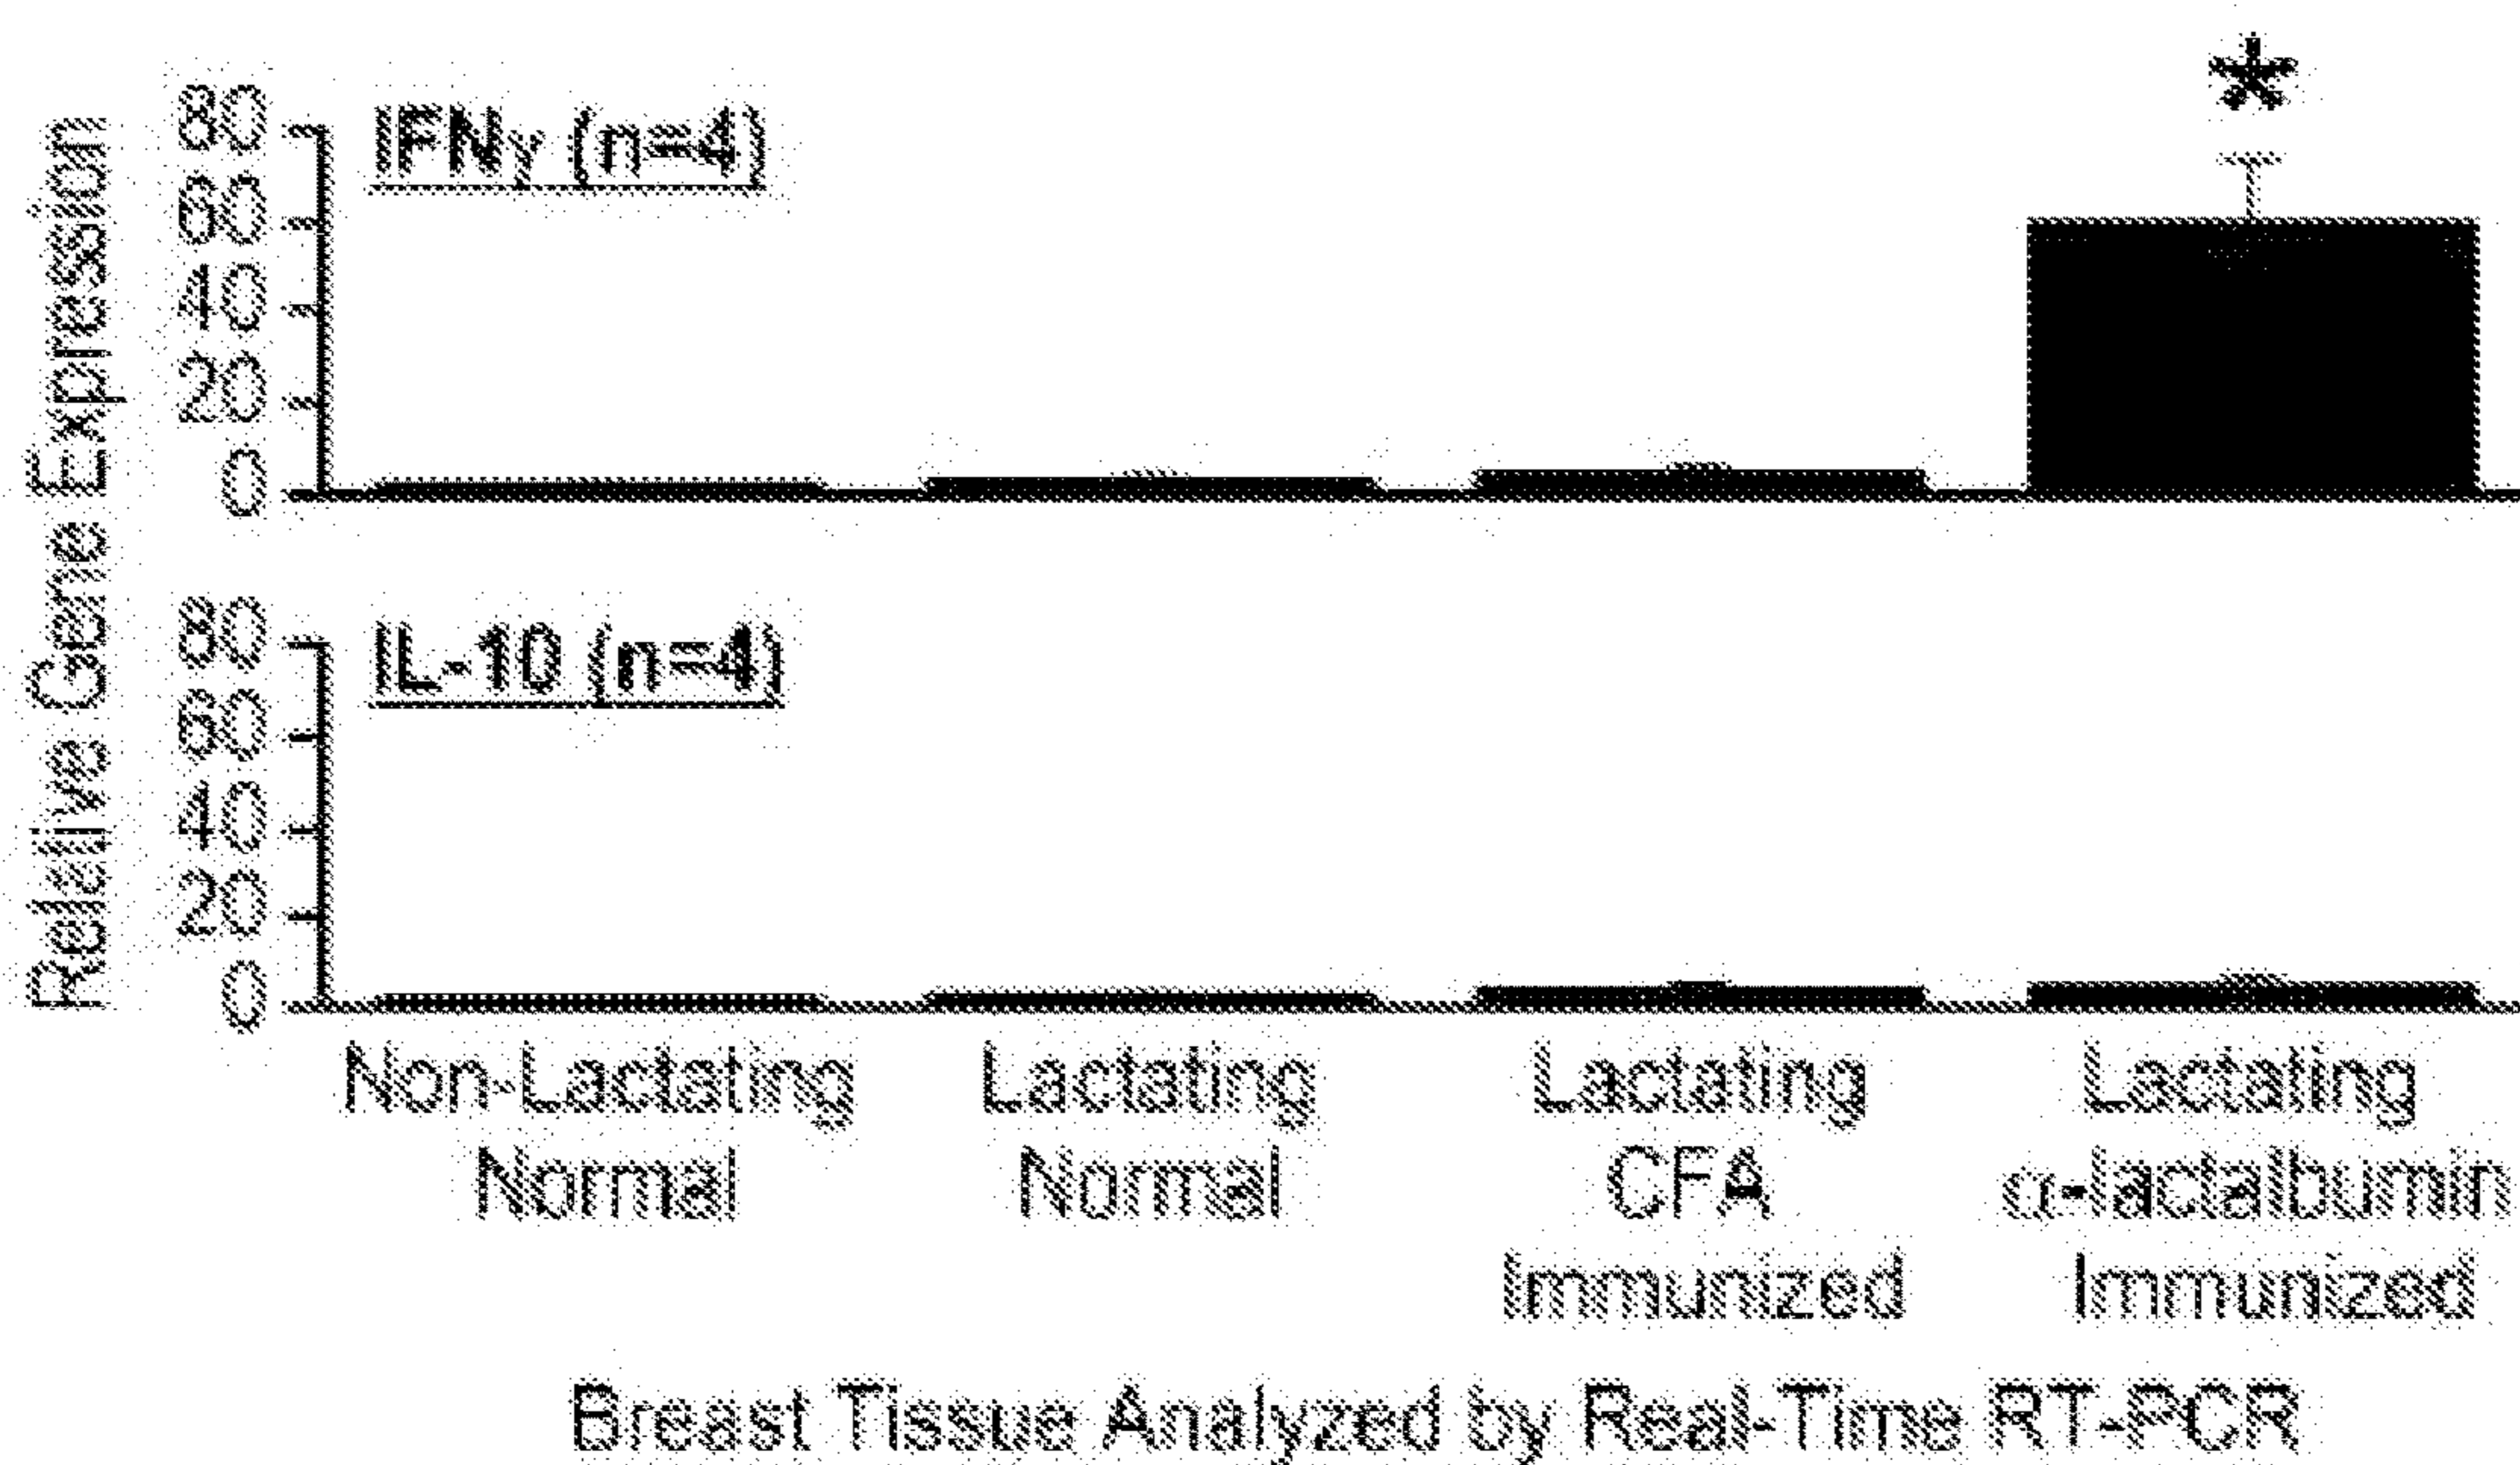 Relative Gene Expression
*
IFNγ (n=4)
80
60
40
20
0
IL-10 (n=4)
80
60
40
20
0
Non-Lactating Normal
Lactating Normal
Lactating CFA Immunized
Lactating α-lactalbumin Immunized
Breast Tissue Analyzed by Real-Time RT-PCR